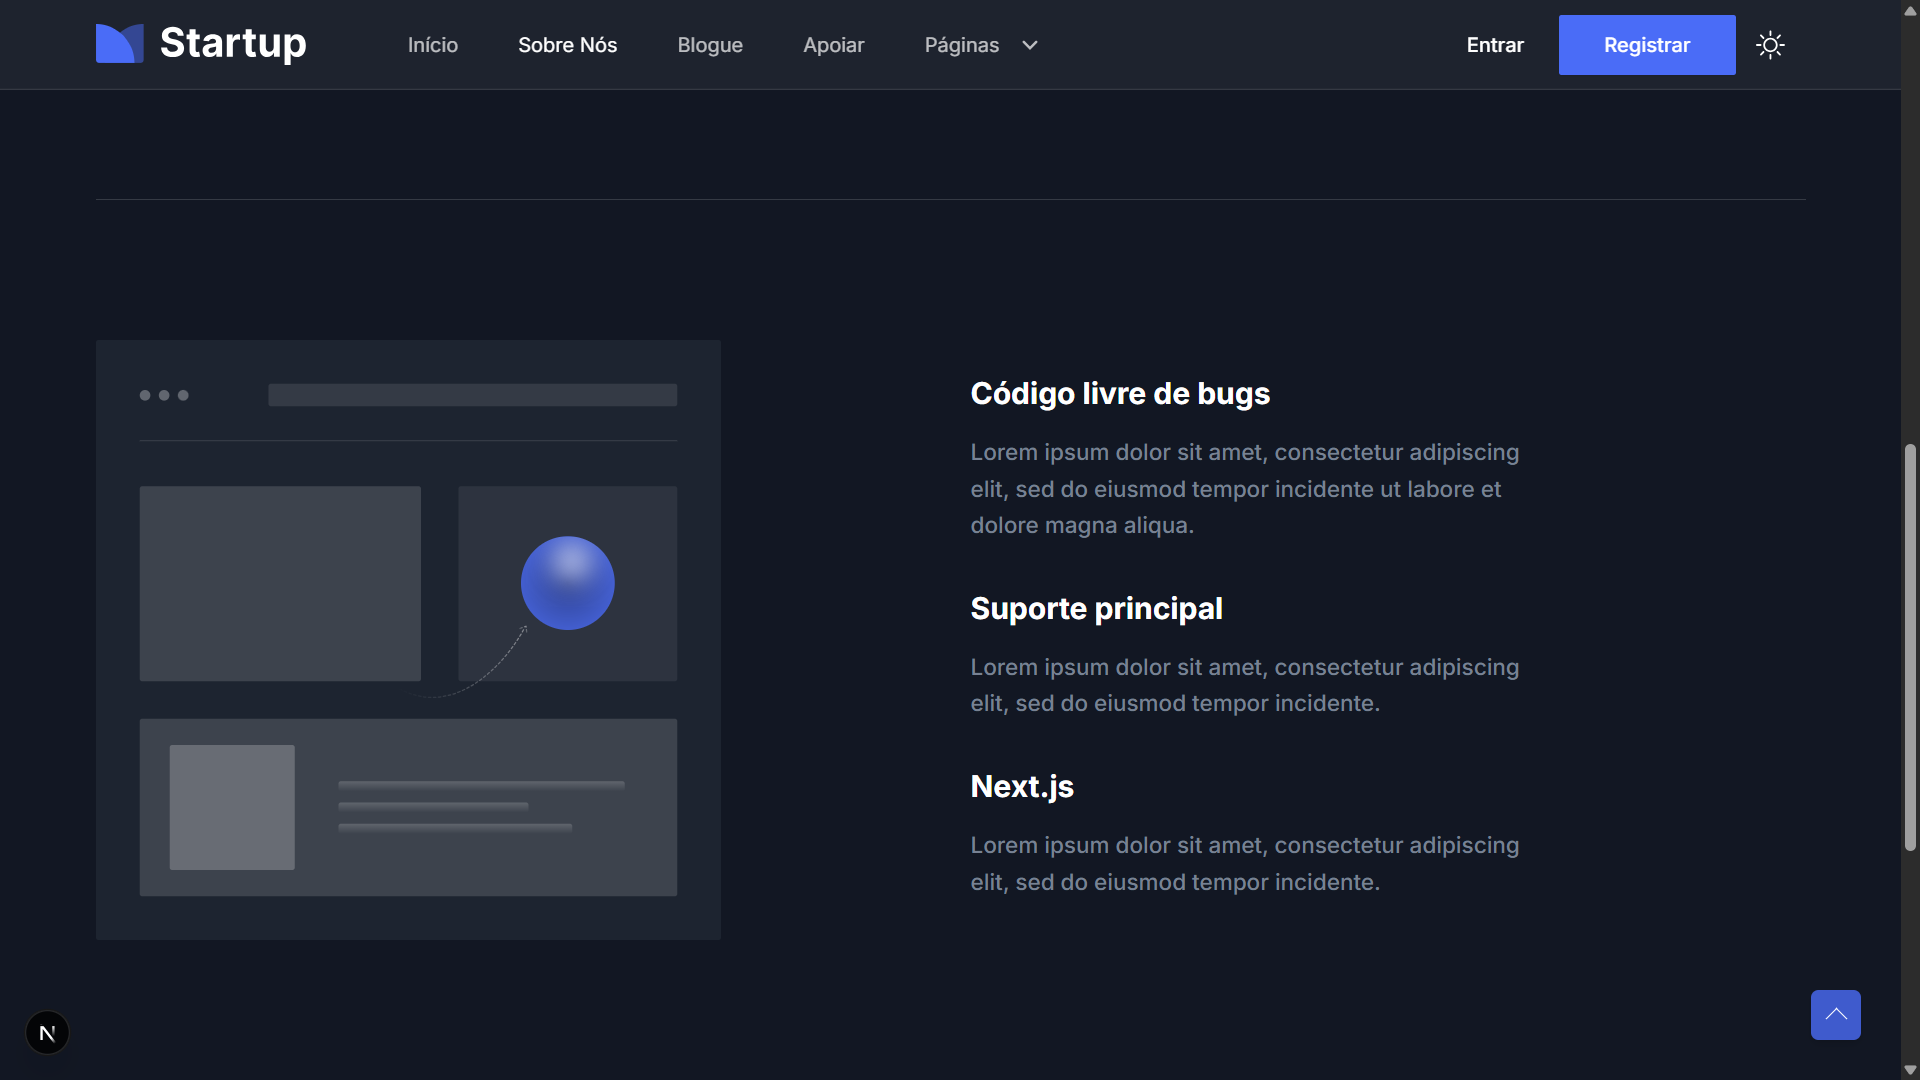 Startup
Início
Sobre Nós
Blogue
Apoiar
Páginas
Entrar
Registrar
Código livre de bugs
Lorem ipsum dolor sit amet, consectetur adipiscing
elit, sed do eiusmod tempor incidente ut labore et
dolore magna aliqua.
Suporte principal
Lorem ipsum dolor sit amet, consectetur adipiscing
elit, sed do eiusmod tempor incidente.
Next.js
Lorem ipsum dolor sit amet, consectetur adipiscing
elit, sed do eiusmod tempor incidente.
N